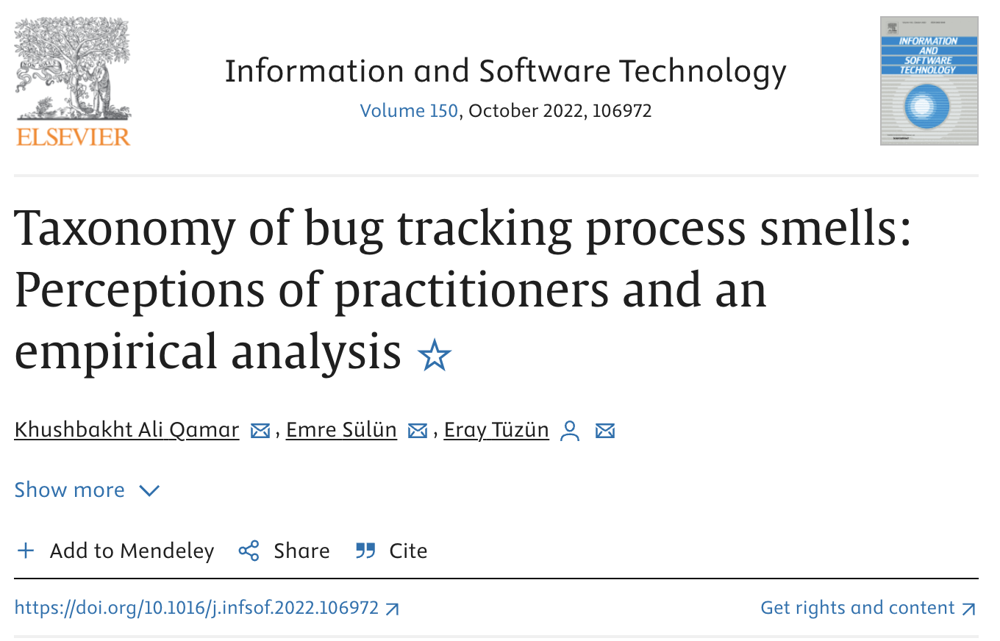 ELSEVIER
Information and Software Technology
Volume 150, October 2022, 106972
INFORMATION
AND
SOFTWARE
TECHNOLOGY
Taxonomy of bug tracking process smells:
Perceptions of practitioners and an
empirical analysis
Khushbakht Ali Qamar, Emre Sülün, Eray Tüzün
Show more
Add to Mendeley Share Cite
https://doi.org/10.1016/j.infsof.2022.106972 Get rights and content